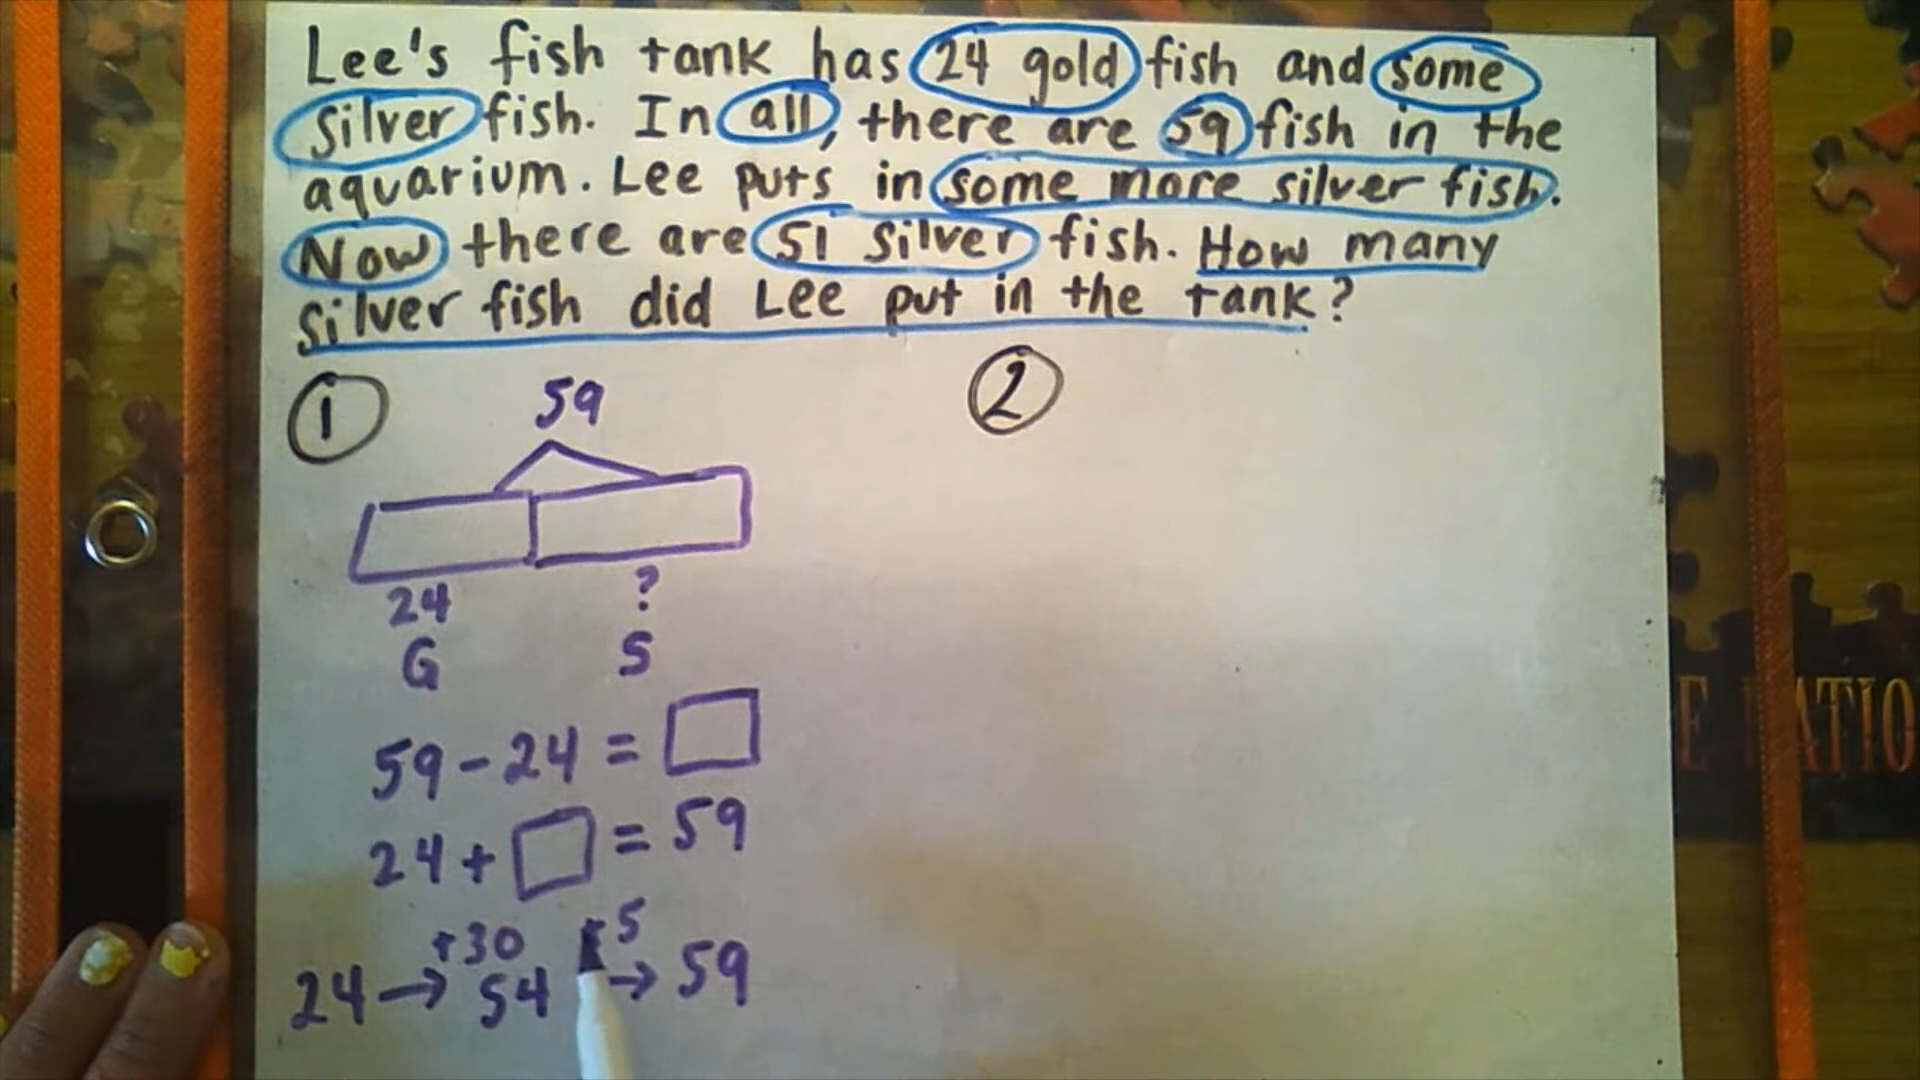 Lee's fish tank has 24 gold fish and some
silver fish. In all, there are 59 fish in the
aquarium. Lee puts in some more silver fish.
Now there are 51 silver fish. How many
silver fish did Lee put in the tank?
1
2
59
24
?
G
S
59 - 24 = □
24 + □ = 59
+30 +5
24 → 54 → 59